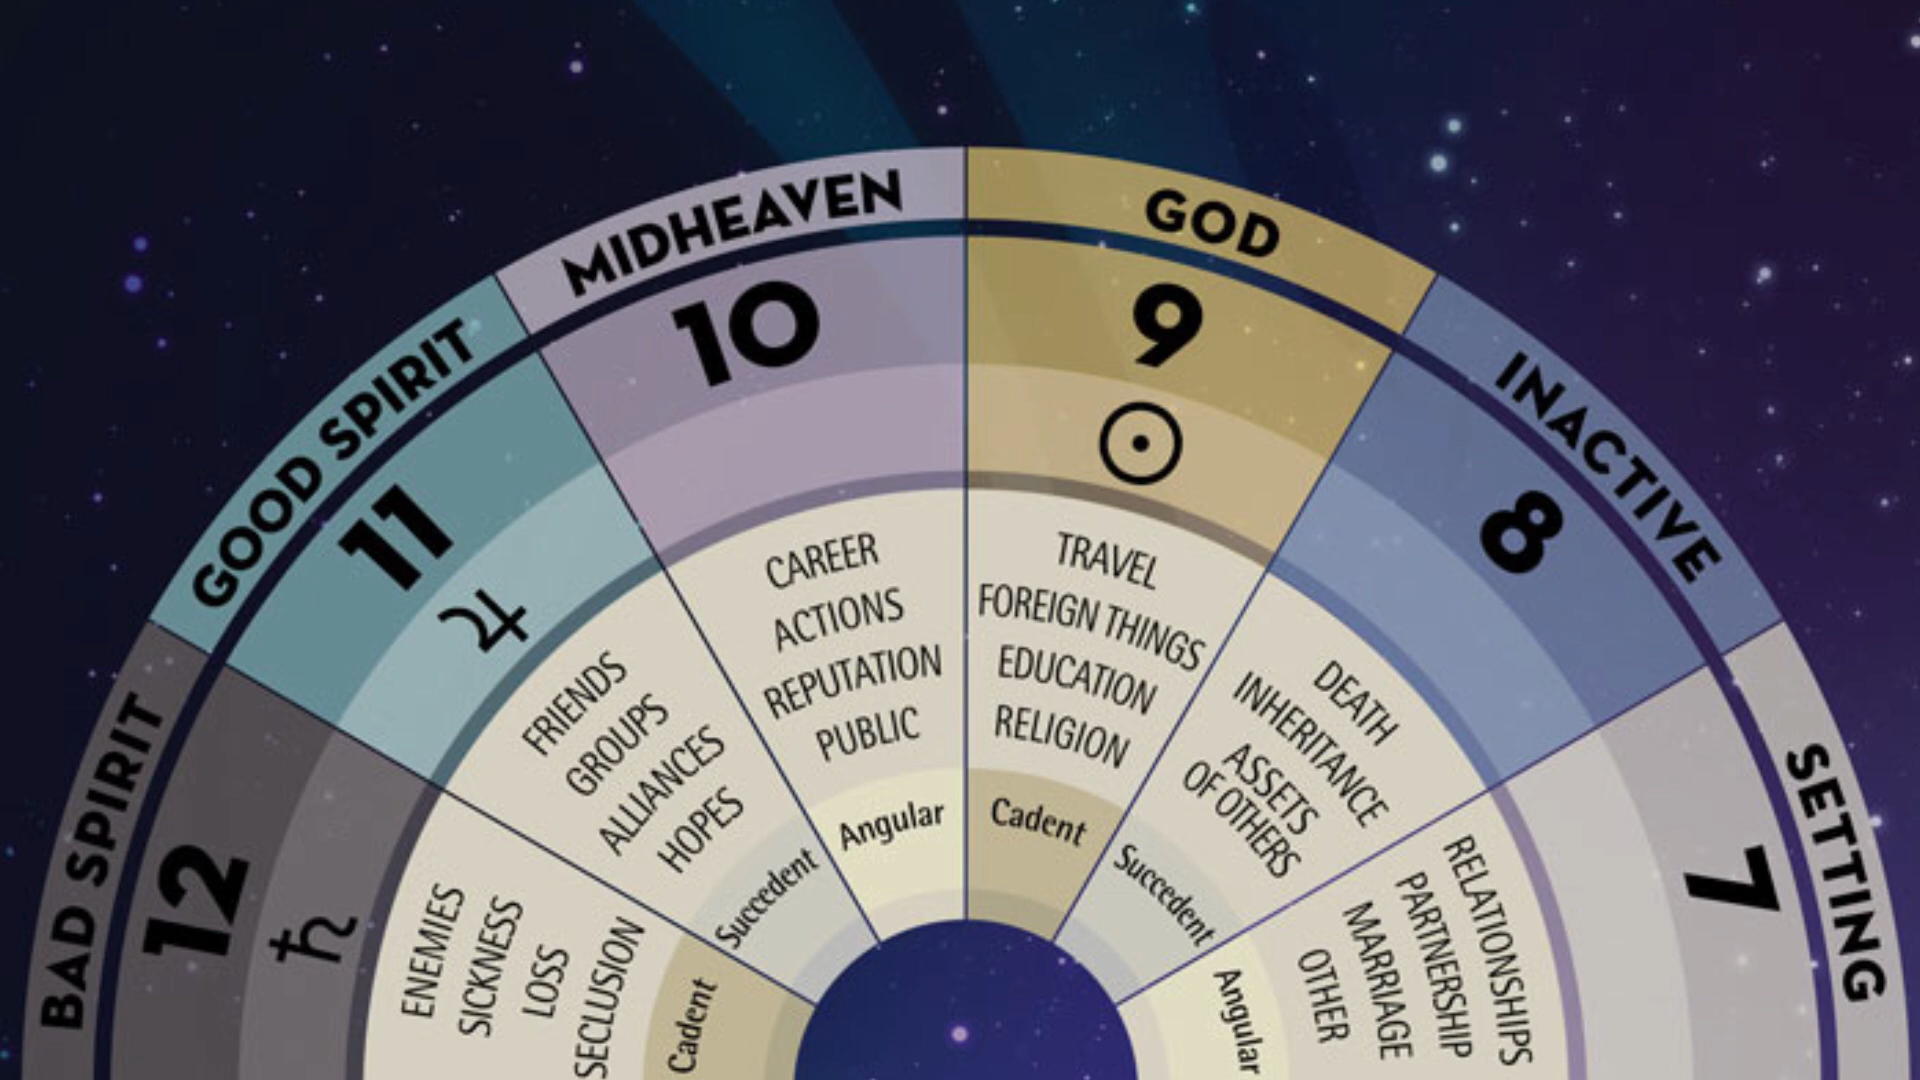 BAD SPIRIT
12
♄
ENEMIES
SICKNESS
LOSS
SECLUSION
Cadent
GOOD SPIRIT
11
♃
FRIENDS
GROUPS
ALLIANCES
HOPES
Succedent
MIDHEAVEN
10
CAREER
ACTIONS
REPUTATION
PUBLIC
Angular
GOD
9
☉
TRAVEL
FOREIGN THINGS
EDUCATION
RELIGION
Cadent
INACTIVE
8
DEATH
INHERITANCE
ASSETS
OF OTHERS
Succedent
SETTING
7
RELATIONSHIPS
PARTNERSHIP
MARRIAGE
OTHER
Angular